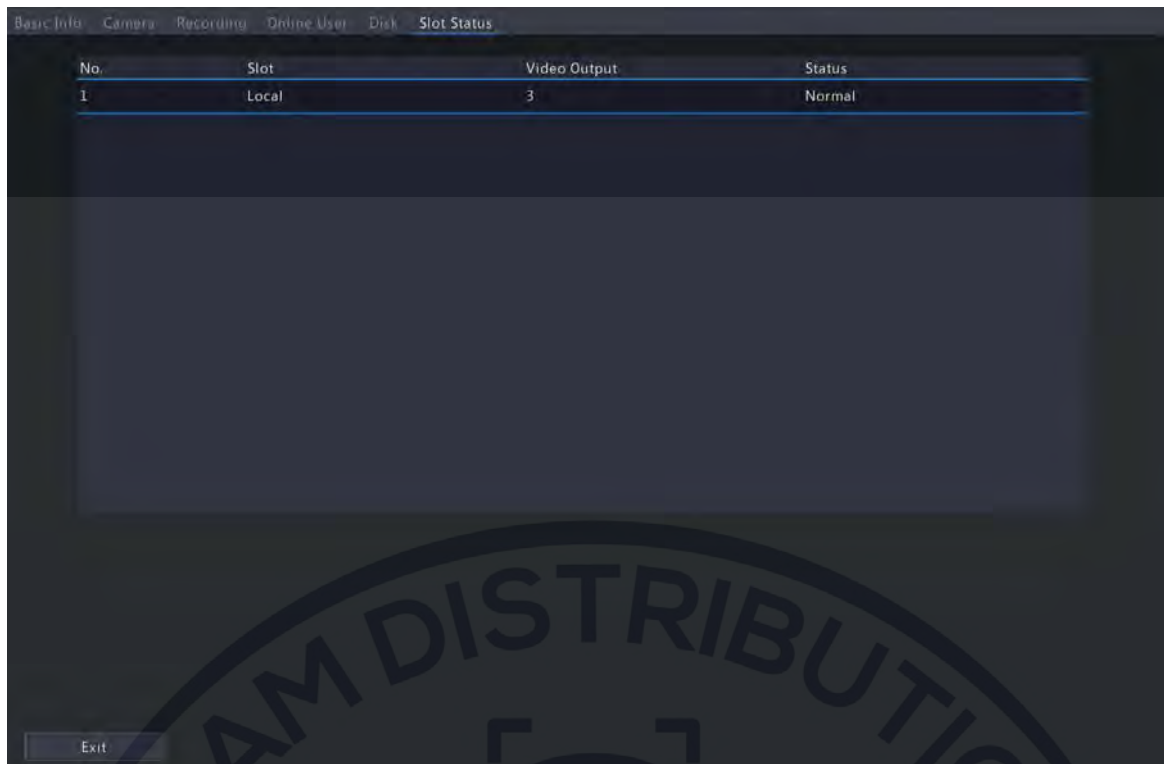 Basic Info Camera Recording Online User Disk Slot Status
No. Slot Video Output Status
1 Local 3 Normal
AM DISTRIBUTIO
Exit